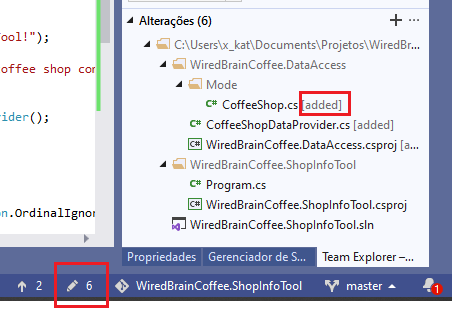 Tool!");
Alterações (6)
C:\Users\x_kat\Documents\Projetos\WiredBr...
WiredBrainCoffee.DataAccess
offee shop com
Mode
CoffeeShop.cs [added]
ider();
CoffeeShopDataProvider.cs [added]
WiredBrainCoffee.DataAccess.csproj [a...
WiredBrainCoffee.ShopInfoTool
Program.cs
WiredBrainCoffee.ShopInfoTool.csproj
n.OrdinalIgnor
WiredBrainCoffee.ShopInfoTool.sln
Propriedades Gerenciador de S... Team Explorer –...
2 6 WiredBrainCoffee.ShopInfoTool master 1